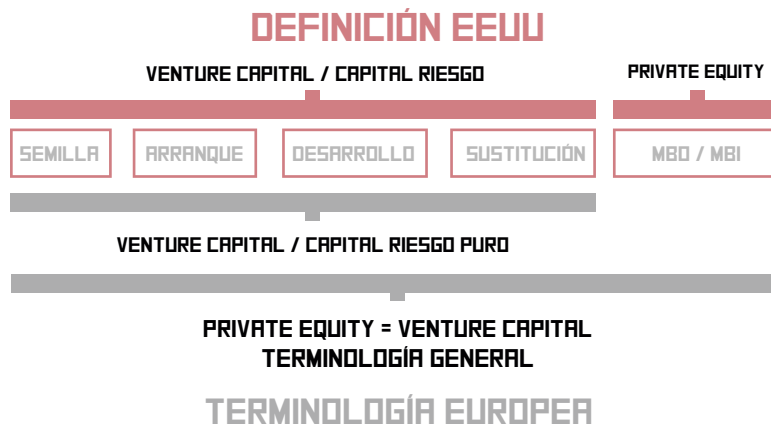 DEFINICIÓN EEUU
VENTURE CAPITAL / CAPITAL RIESGO
PRIVATE EQUITY
SEMILLA
ARRANQUE
DESARROLLO
SUSTITUCIÓN
MBO / MBI
VENTURE CAPITAL / CAPITAL RIESGO PURO
PRIVATE EQUITY = VENTURE CAPITAL
TERMINOLOGÍA GENERAL
TERMINOLOGÍA EUROPEA